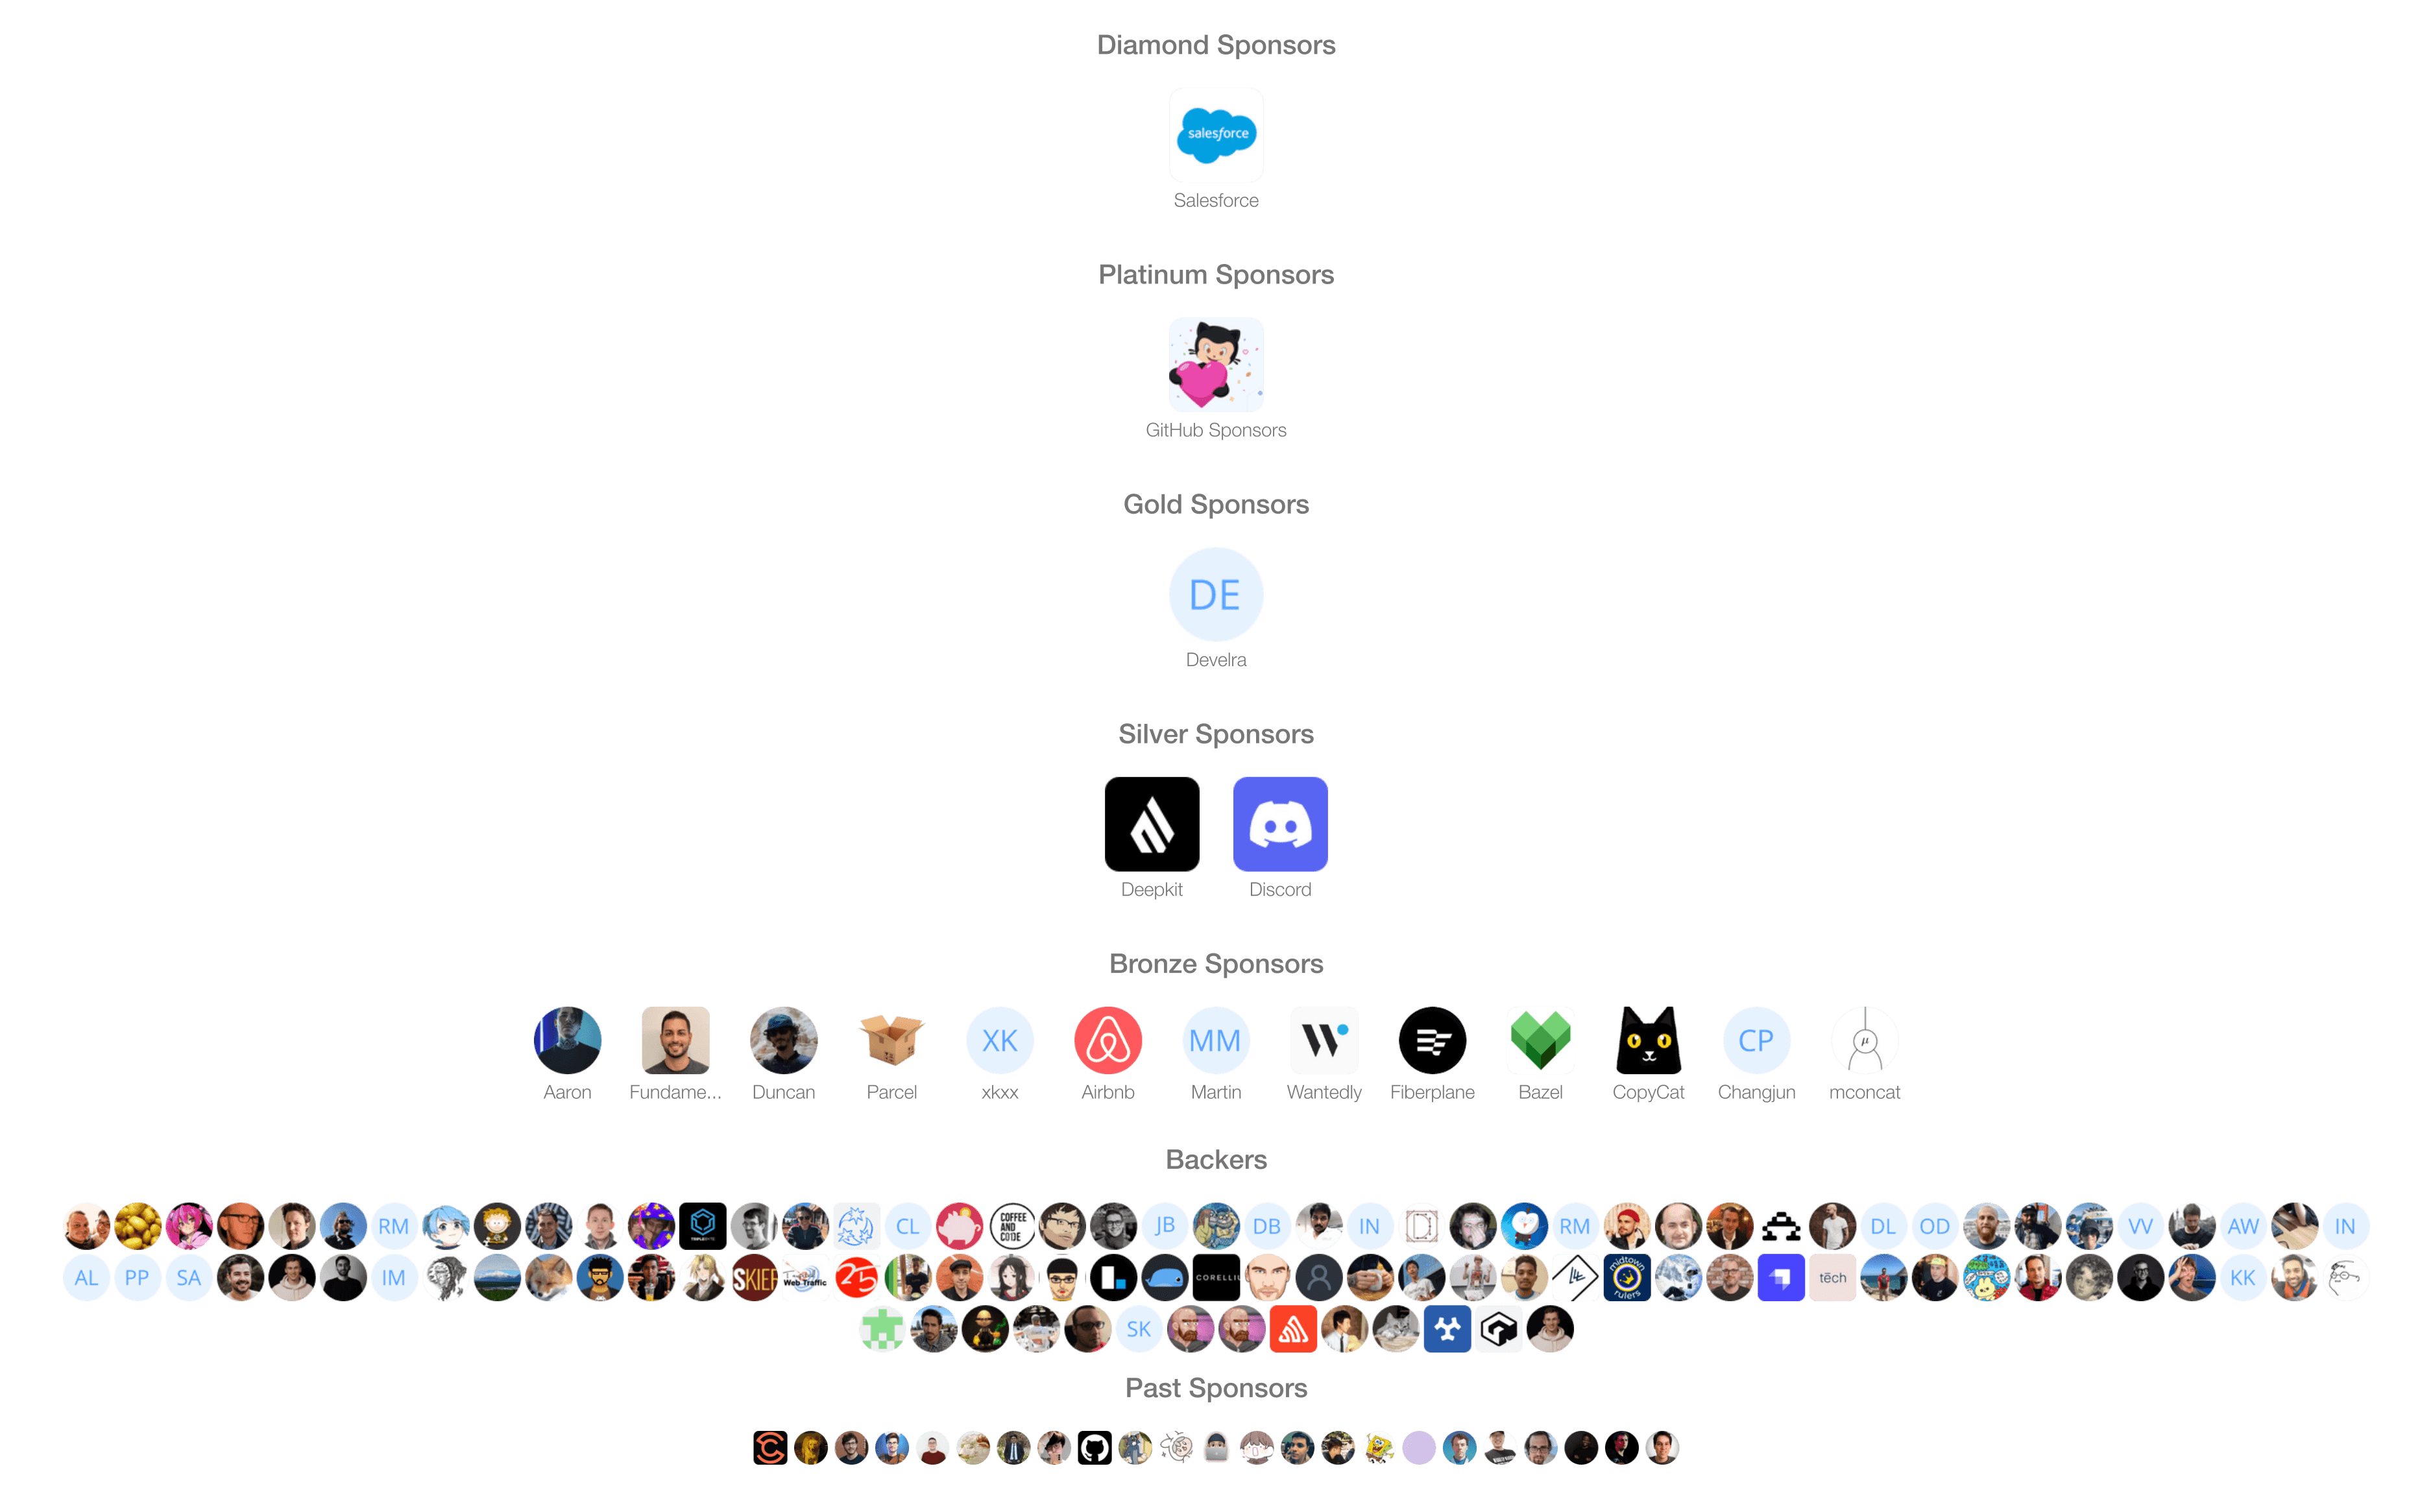 Diamond Sponsors
salesforce
Salesforce
Platinum Sponsors
GitHub Sponsors
Gold Sponsors
DE
Develra
Silver Sponsors
Deepkit Discord
Bronze Sponsors
XK MM W CP
Aaron Fundame... Duncan Parcel xkxx Airbnb Martin Wantedly Fiberplane Bazel CopyCat Changjun mconcat
Backers
RM CL COFFEE AND CODE JB DB IN RM DL OD VV AW IN
AL PP SA IM SKIER Web Traffic 25 CORELLIU midtown rulers tēch KK
SK
Past Sponsors